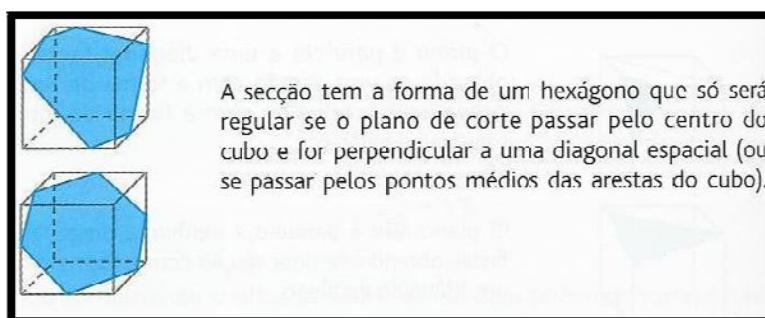 A secção tem a forma de um hexágono que só será
regular se o plano de corte passar pelo centro do
cubo e for perpendicular a uma diagonal espacial (ou
se passar pelos pontos médios das arestas do cubo).